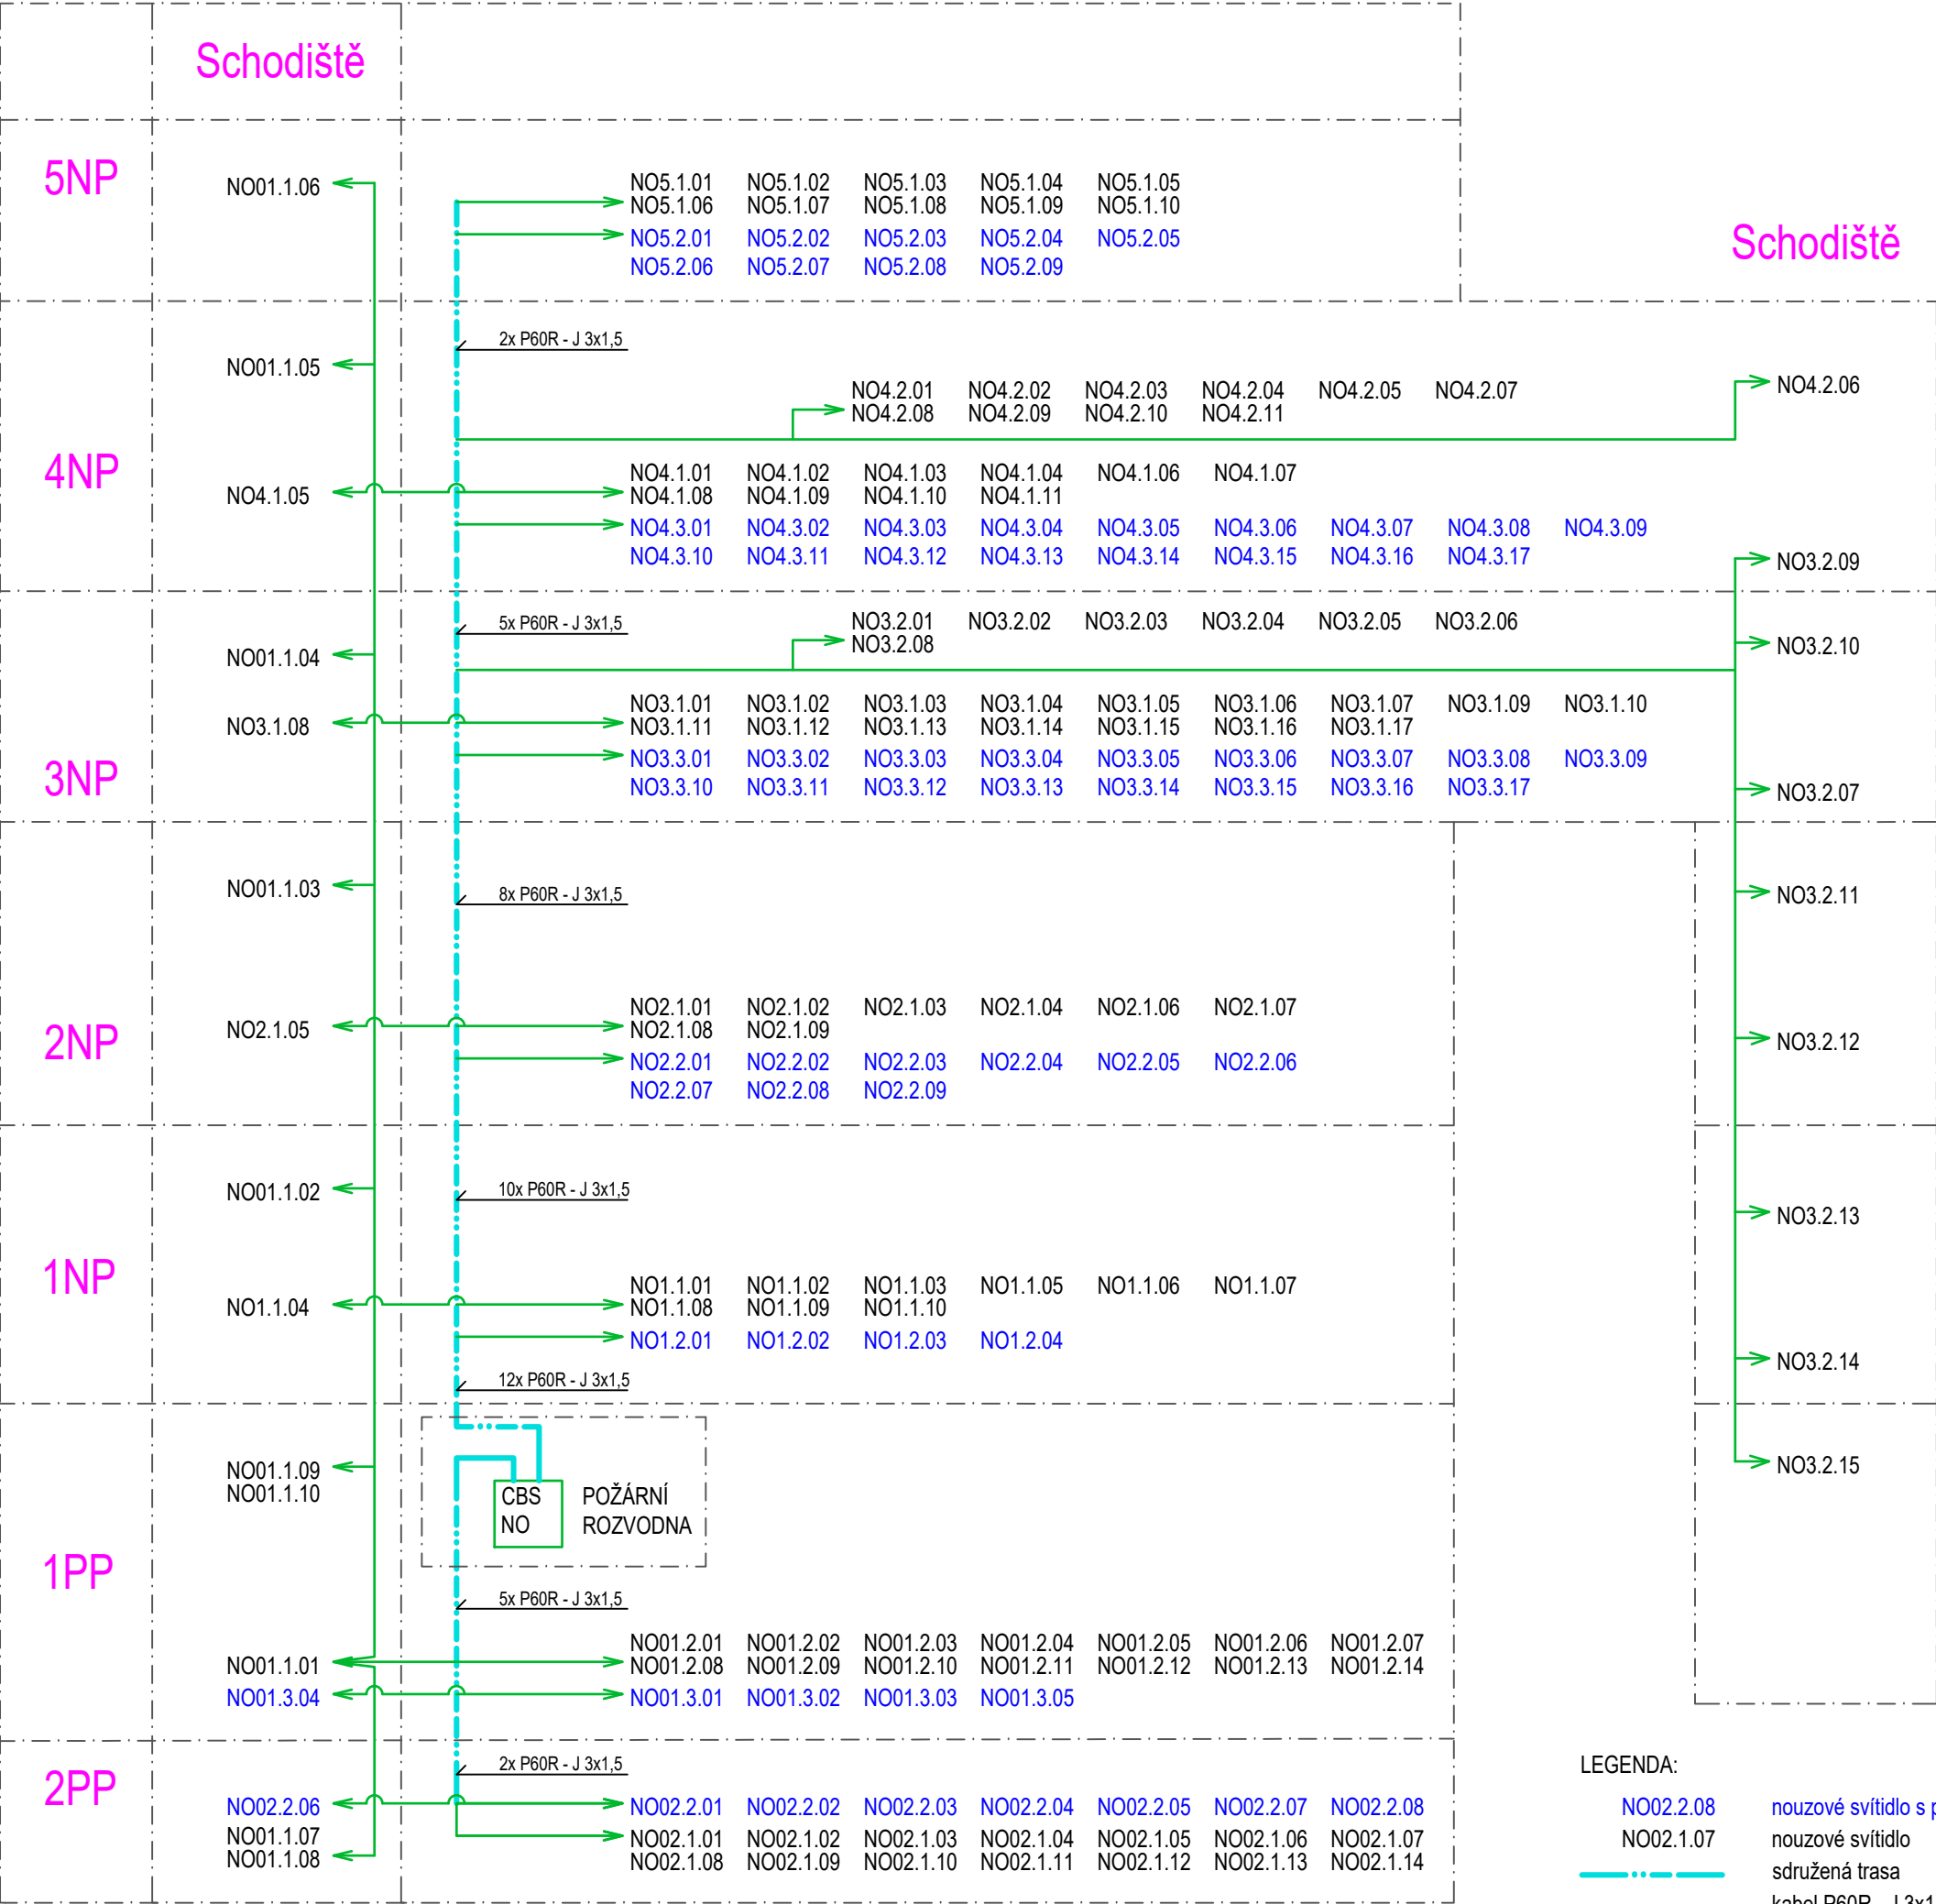 Schodiště
5NP
NO01.1.06
NO5.1.01 NO5.1.02 NO5.1.03 NO5.1.04 NO5.1.05
NO5.1.06 NO5.1.07 NO5.1.08 NO5.1.09 NO5.1.10
NO5.2.01 NO5.2.02 NO5.2.03 NO5.2.04 NO5.2.05
NO5.2.06 NO5.2.07 NO5.2.08 NO5.2.09
Schodiště
4NP
2x P60R - J 3x1,5
NO01.1.05
NO4.2.01 NO4.2.02 NO4.2.03 NO4.2.04 NO4.2.05 NO4.2.07
NO4.2.08 NO4.2.09 NO4.2.10 NO4.2.11
NO4.2.06
NO4.1.05
NO4.1.01 NO4.1.02 NO4.1.03 NO4.1.04 NO4.1.06 NO4.1.07
NO4.1.08 NO4.1.09 NO4.1.10 NO4.1.11
NO4.3.01 NO4.3.02 NO4.3.03 NO4.3.04 NO4.3.05 NO4.3.06 NO4.3.07 NO4.3.08 NO4.3.09
NO4.3.10 NO4.3.11 NO4.3.12 NO4.3.13 NO4.3.14 NO4.3.15 NO4.3.16 NO4.3.17
NO3.2.09
3NP
5x P60R - J 3x1,5
NO01.1.04
NO3.2.01 NO3.2.02 NO3.2.03 NO3.2.04 NO3.2.05 NO3.2.06
NO3.2.08
NO3.2.10
NO3.1.08
NO3.1.01 NO3.1.02 NO3.1.03 NO3.1.04 NO3.1.05 NO3.1.06 NO3.1.07 NO3.1.09 NO3.1.10
NO3.1.11 NO3.1.12 NO3.1.13 NO3.1.14 NO3.1.15 NO3.1.16 NO3.1.17
NO3.3.01 NO3.3.02 NO3.3.03 NO3.3.04 NO3.3.05 NO3.3.06 NO3.3.07 NO3.3.08 NO3.3.09
NO3.3.10 NO3.3.11 NO3.3.12 NO3.3.13 NO3.3.14 NO3.3.15 NO3.3.16 NO3.3.17
NO3.2.07
2NP
NO01.1.03
8x P60R - J 3x1,5
NO3.2.11
NO2.1.05
NO2.1.01 NO2.1.02 NO2.1.03 NO2.1.04 NO2.1.06 NO2.1.07
NO2.1.08 NO2.1.09
NO2.2.01 NO2.2.02 NO2.2.03 NO2.2.04 NO2.2.05 NO2.2.06
NO2.2.07 NO2.2.08 NO2.2.09
NO3.2.12
1NP
NO01.1.02
10x P60R - J 3x1,5
NO3.2.13
NO1.1.04
NO1.1.01 NO1.1.02 NO1.1.03 NO1.1.05 NO1.1.06 NO1.1.07
NO1.1.08 NO1.1.09 NO1.1.10
NO1.2.01 NO1.2.02 NO1.2.03 NO1.2.04
NO3.2.14
12x P60R - J 3x1,5
1PP
NO01.1.09
NO01.1.10
CBS
NO
POŽÁRNÍ
ROZVODNA
NO3.2.15
5x P60R - J 3x1,5
NO01.1.01
NO01.2.01 NO01.2.02 NO01.2.03 NO01.2.04 NO01.2.05 NO01.2.06 NO01.2.07
NO01.2.08 NO01.2.09 NO01.2.10 NO01.2.11 NO01.2.12 NO01.2.13 NO01.2.14
NO01.3.04
NO01.3.01 NO01.3.02 NO01.3.03 NO01.3.05
2PP
2x P60R - J 3x1,5
NO02.2.06
NO02.2.01 NO02.2.02 NO02.2.03 NO02.2.04 NO02.2.05 NO02.2.07 NO02.2.08
NO01.1.07
NO01.1.08
NO02.1.01 NO02.1.02 NO02.1.03 NO02.1.04 NO02.1.05 NO02.1.06 NO02.1.07
NO02.1.08 NO02.1.09 NO02.1.10 NO02.1.11 NO02.1.12 NO02.1.13 NO02.1.14
LEGENDA:
NO02.2.08 nouzové svítidlo s
NO02.1.07 nouzové svítidlo
sdružená trasa
kabel P60R - J